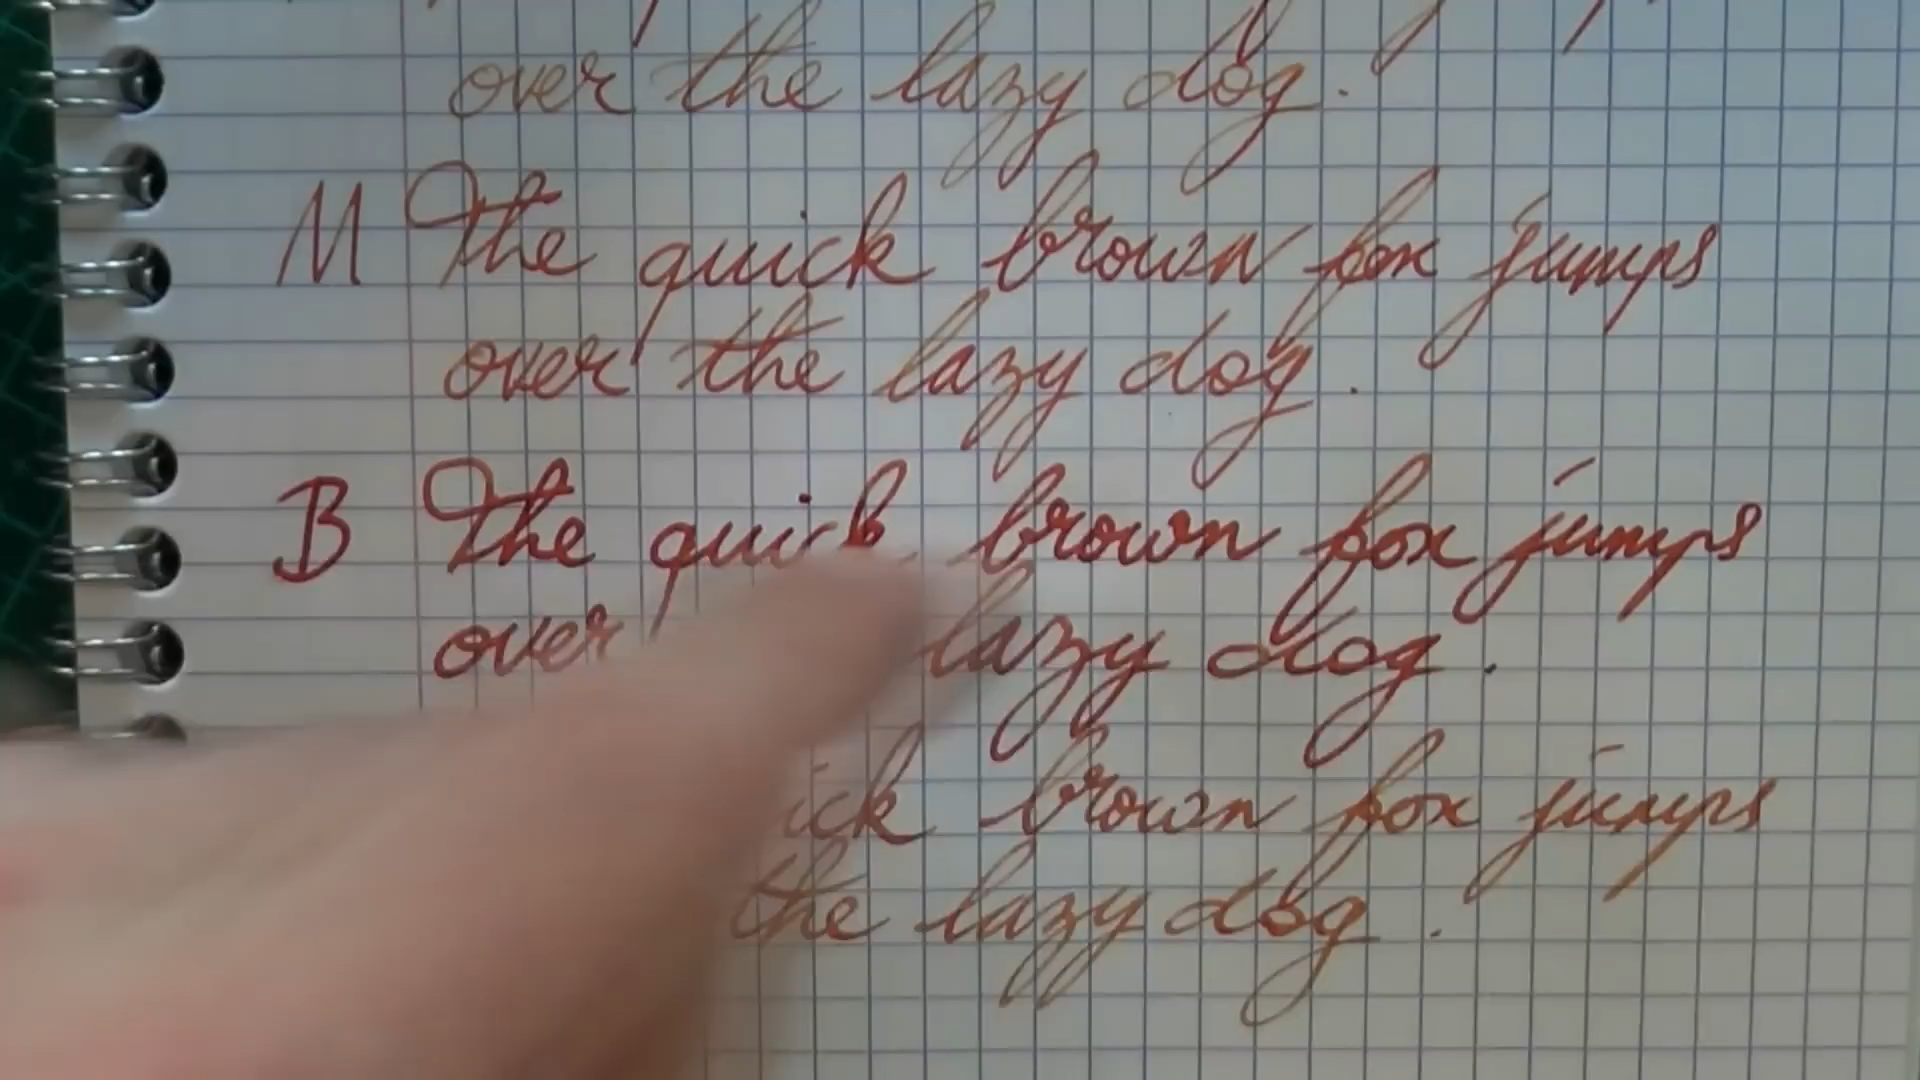 over the lazy dog.
M The quick brown fox jumps
over the lazy dog.
B The quick brown fox jumps
over lazy dog.
ick brown fox jumps
the lazy dog.